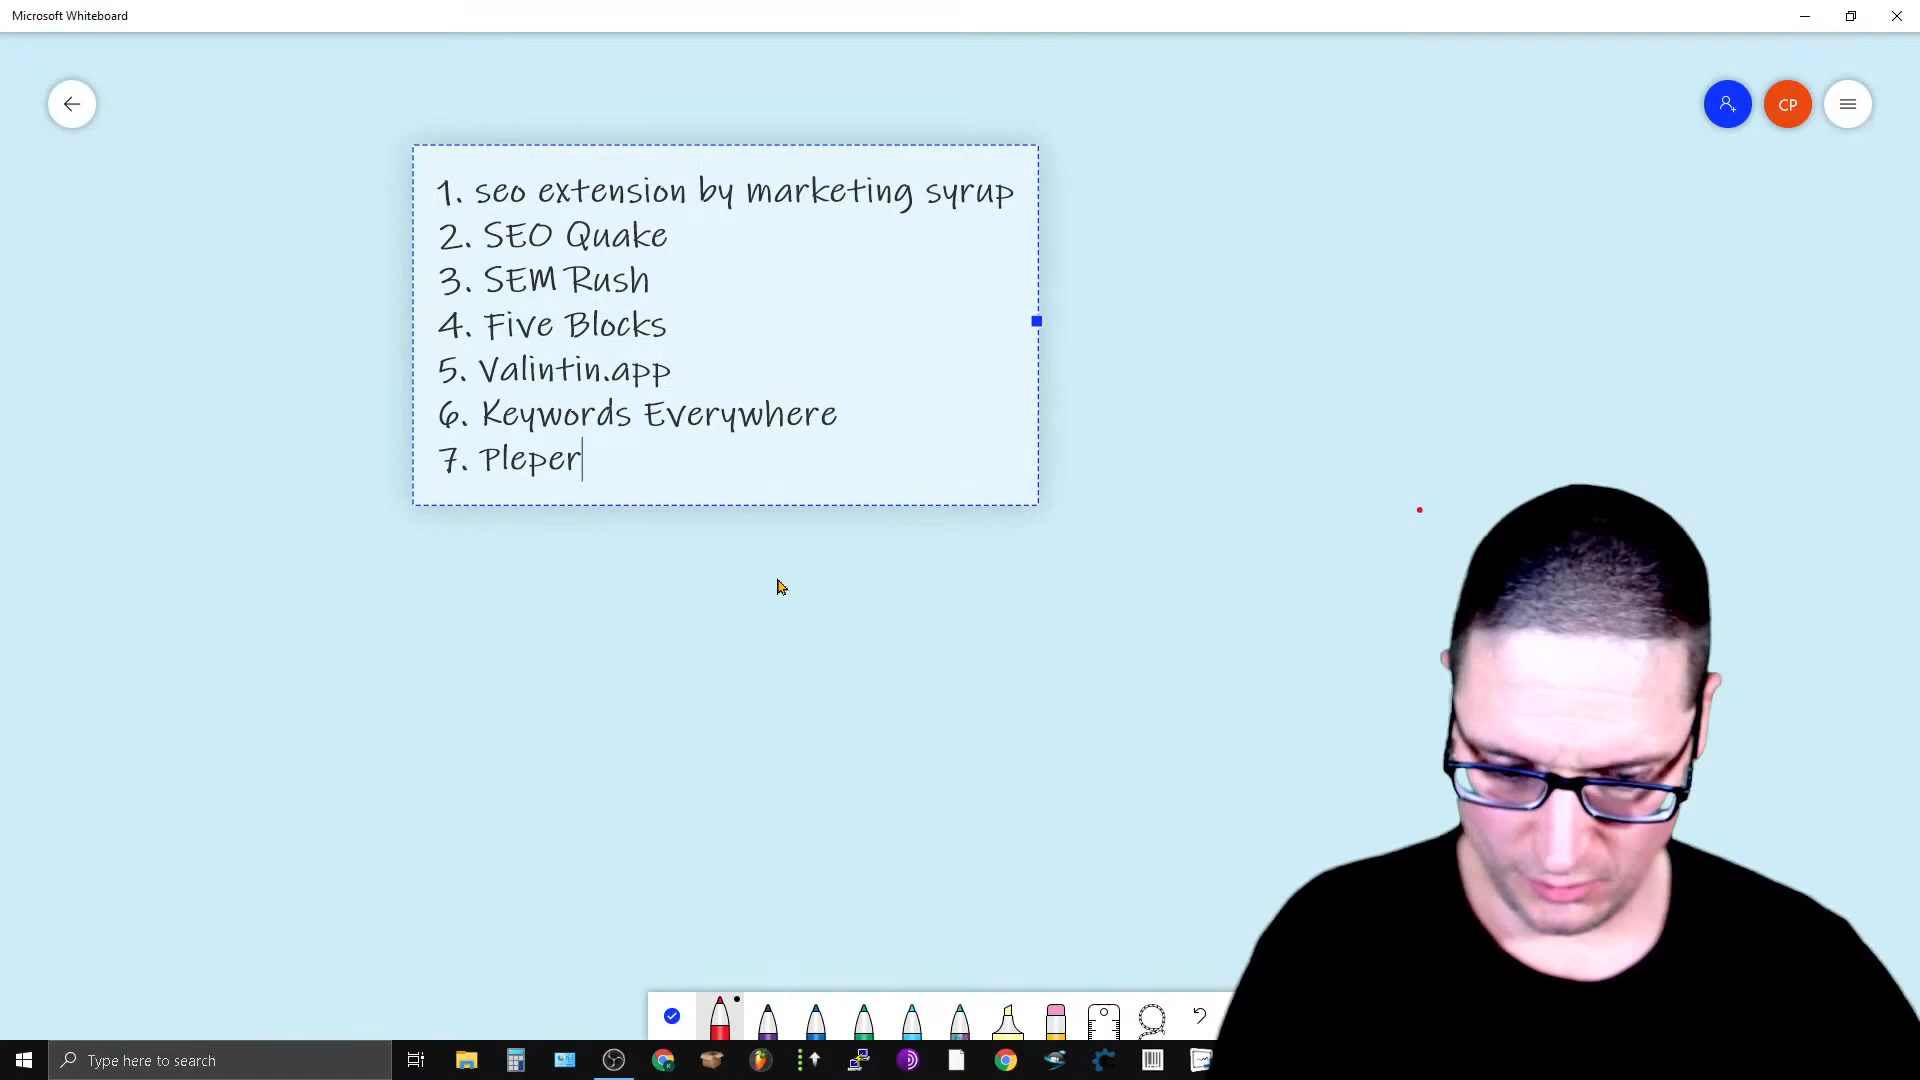 Microsoft Whiteboard
CP
1. seo extension by marketing syrup
2. SEO Quake
3. SEM Rush
4. Five Blocks
5. Valintin.app
6. Keywords Everywhere
7. Pleper
Type here to search